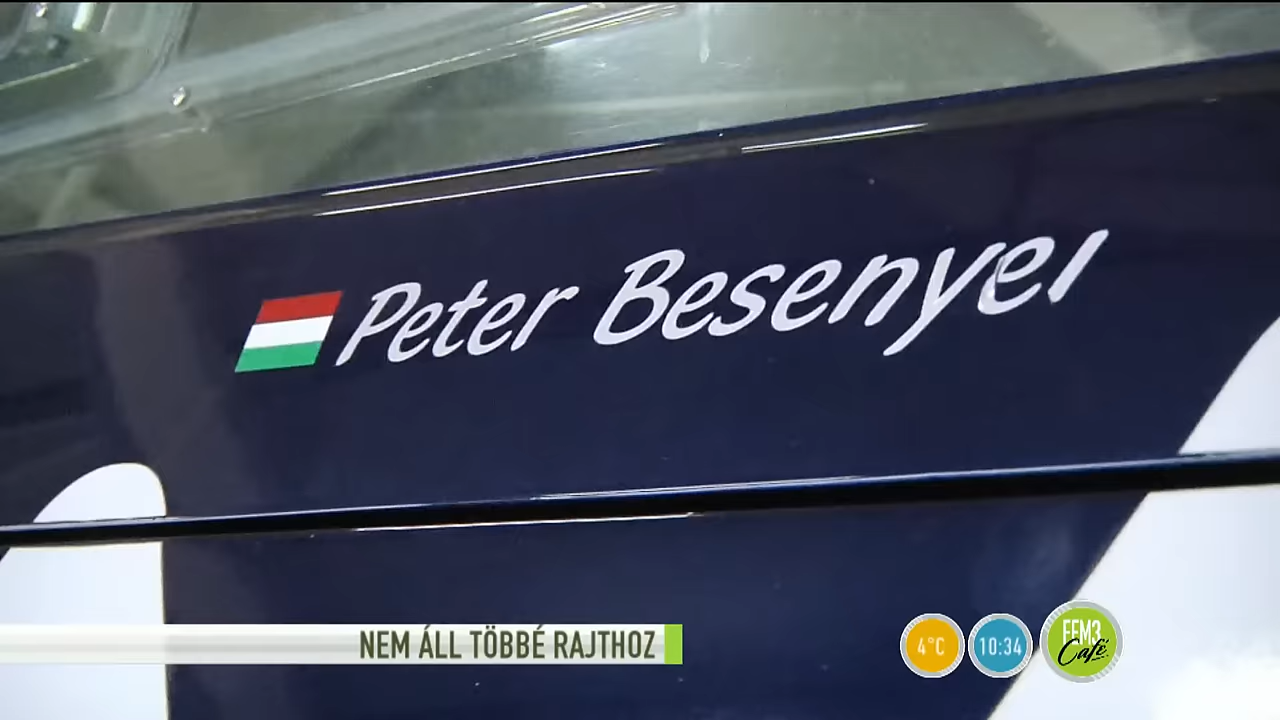 Peter Besenyei
NEM ÁLL TÖBBÉ RAJTHOZ
4°C
10:34
FEM3
Café